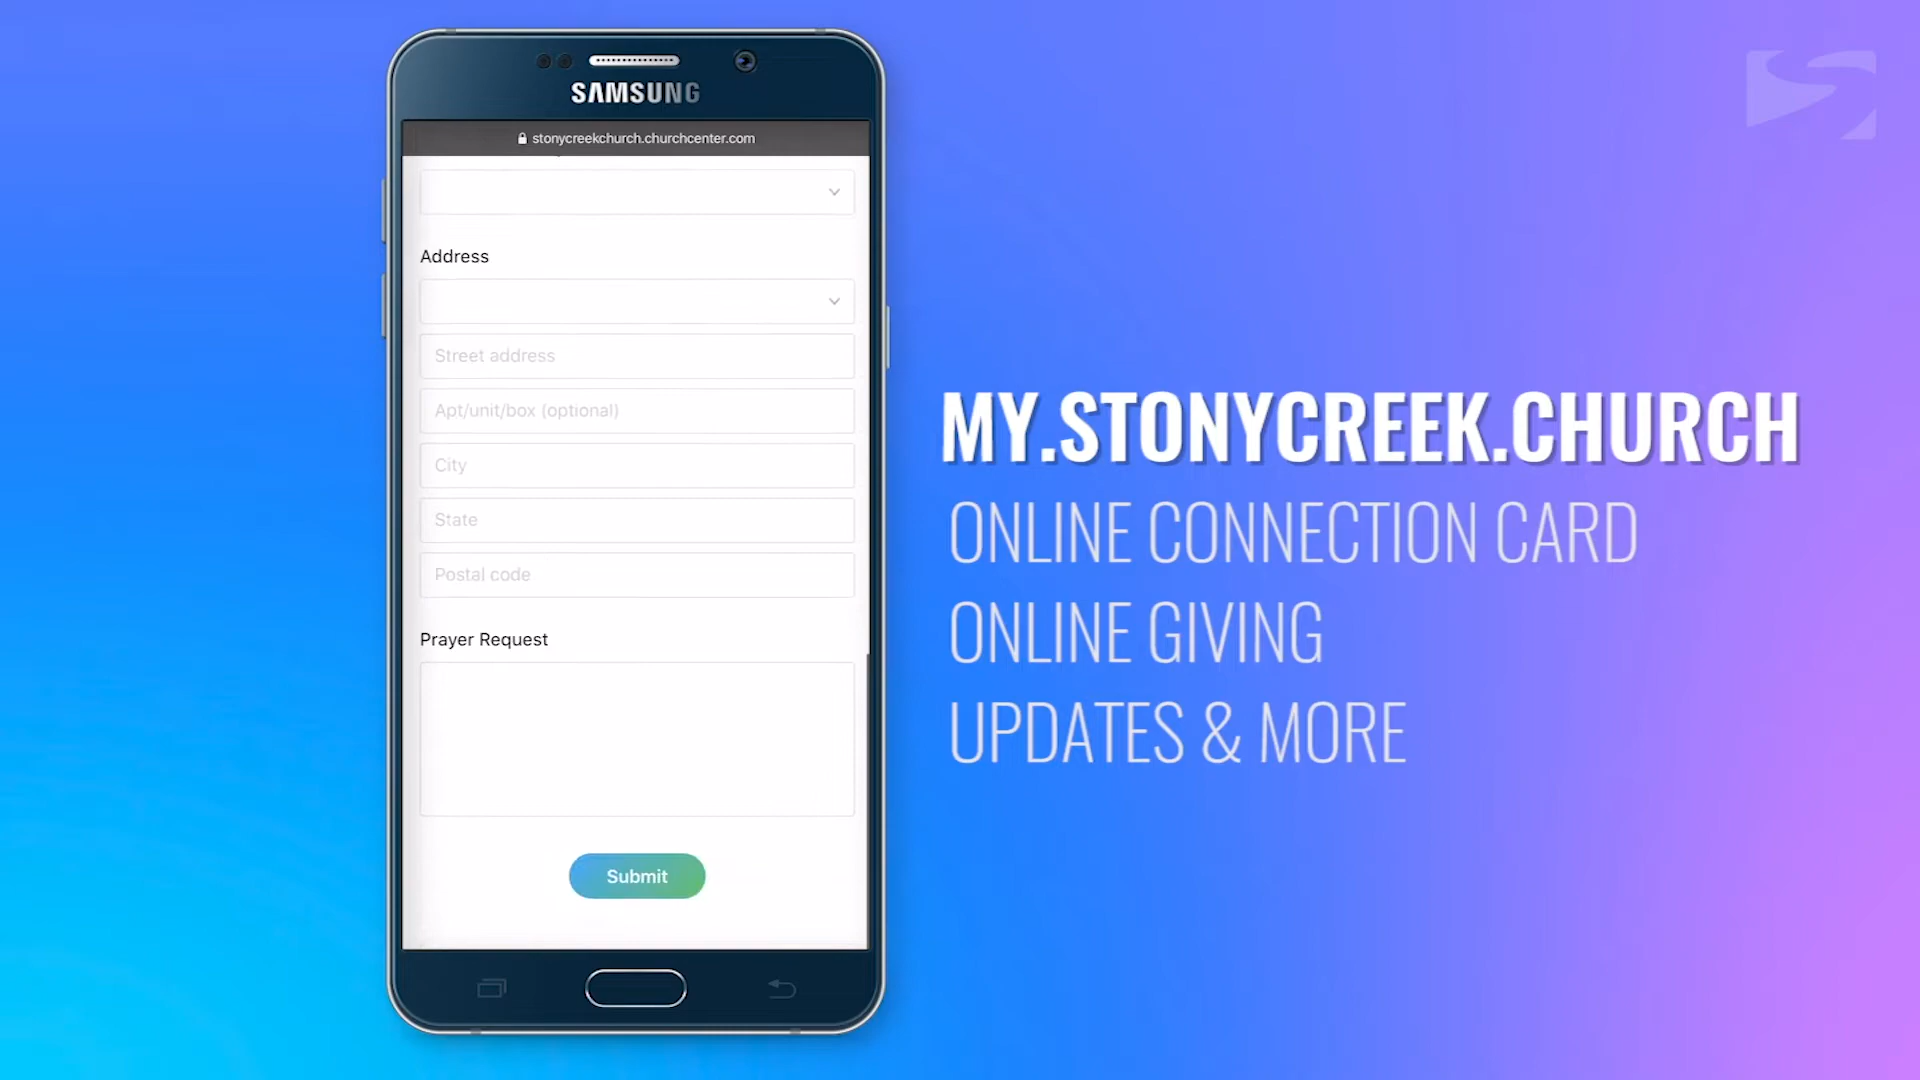 SAMSUNG
stonycreekchurch.churchcenter.com
Address
Street address
Apt/unit/box (optional)
City
State
Postal code
Prayer Request
Submit
MY.STONYCREEK.CHURCH
ONLINE CONNECTION CARD
ONLINE GIVING
UPDATES & MORE